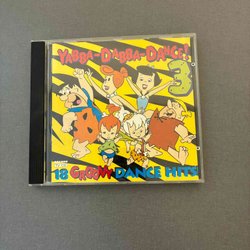 YABBA-DABBA-DANCE!
3
18 GROOVY DANCE HITS